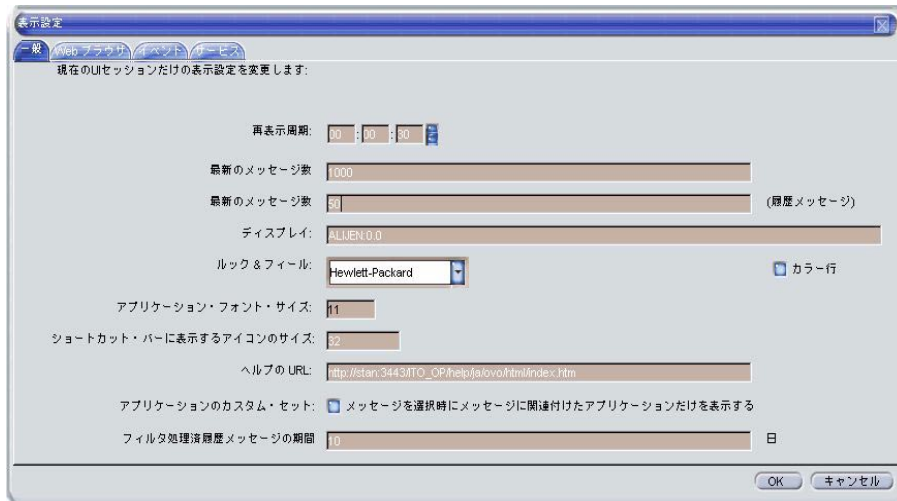 表示設定
一般 Web ブラウザ イベント サービス
現在のUIセッションだけの表示設定を変更します:
再表示周期: 00 : 00 : 30
最新のメッセージ数 1000
最新のメッセージ数 50 (履歴メッセージ)
ディスプレイ: ALIJEN:0.0
ルック&フィール: Hewlett-Packard カラー行
アプリケーション・フォント・サイズ: 11
ショートカット・バーに表示するアイコンのサイズ: 32
ヘルプの URL: http://stan:3443/ITO_OP/help/ja/ovo/html/index.htm
アプリケーションのカスタム・セット: メッセージを選択時にメッセージに関連付けたアプリケーションだけを表示する
フィルタ処理済履歴メッセージの期間 10 日
OK キャンセル